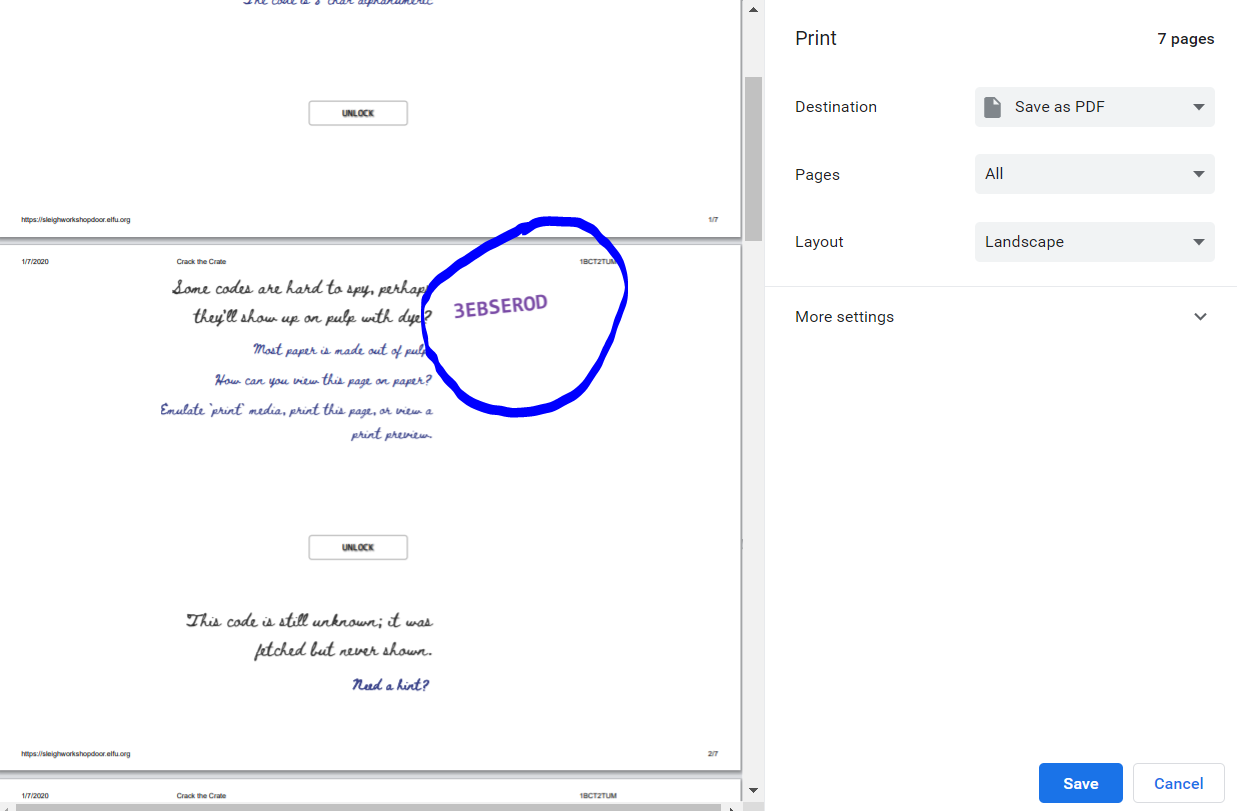 The code is 8 char alphanumeric
UNLOCK
https://sleighworkshopdoor.elfu.org
1/7
1/7/2020
Crack the Crate
1BCT2TUM
Some codes are hard to spy, perhaps
they'll show up on pulp with dye?
3EBSEROD
Most paper is made out of pulp.
How can you view this page on paper?
Emulate `print` media, print this page, or view a
print preview.
UNLOCK
This code is still unknown; it was
fetched but never shown.
Need a hint?
https://sleighworkshopdoor.elfu.org
2/7
1/7/2020
Crack the Crate
1BCT2TUM
Print
7 pages
Destination
Save as PDF
Pages
All
Layout
Landscape
More settings
Save
Cancel